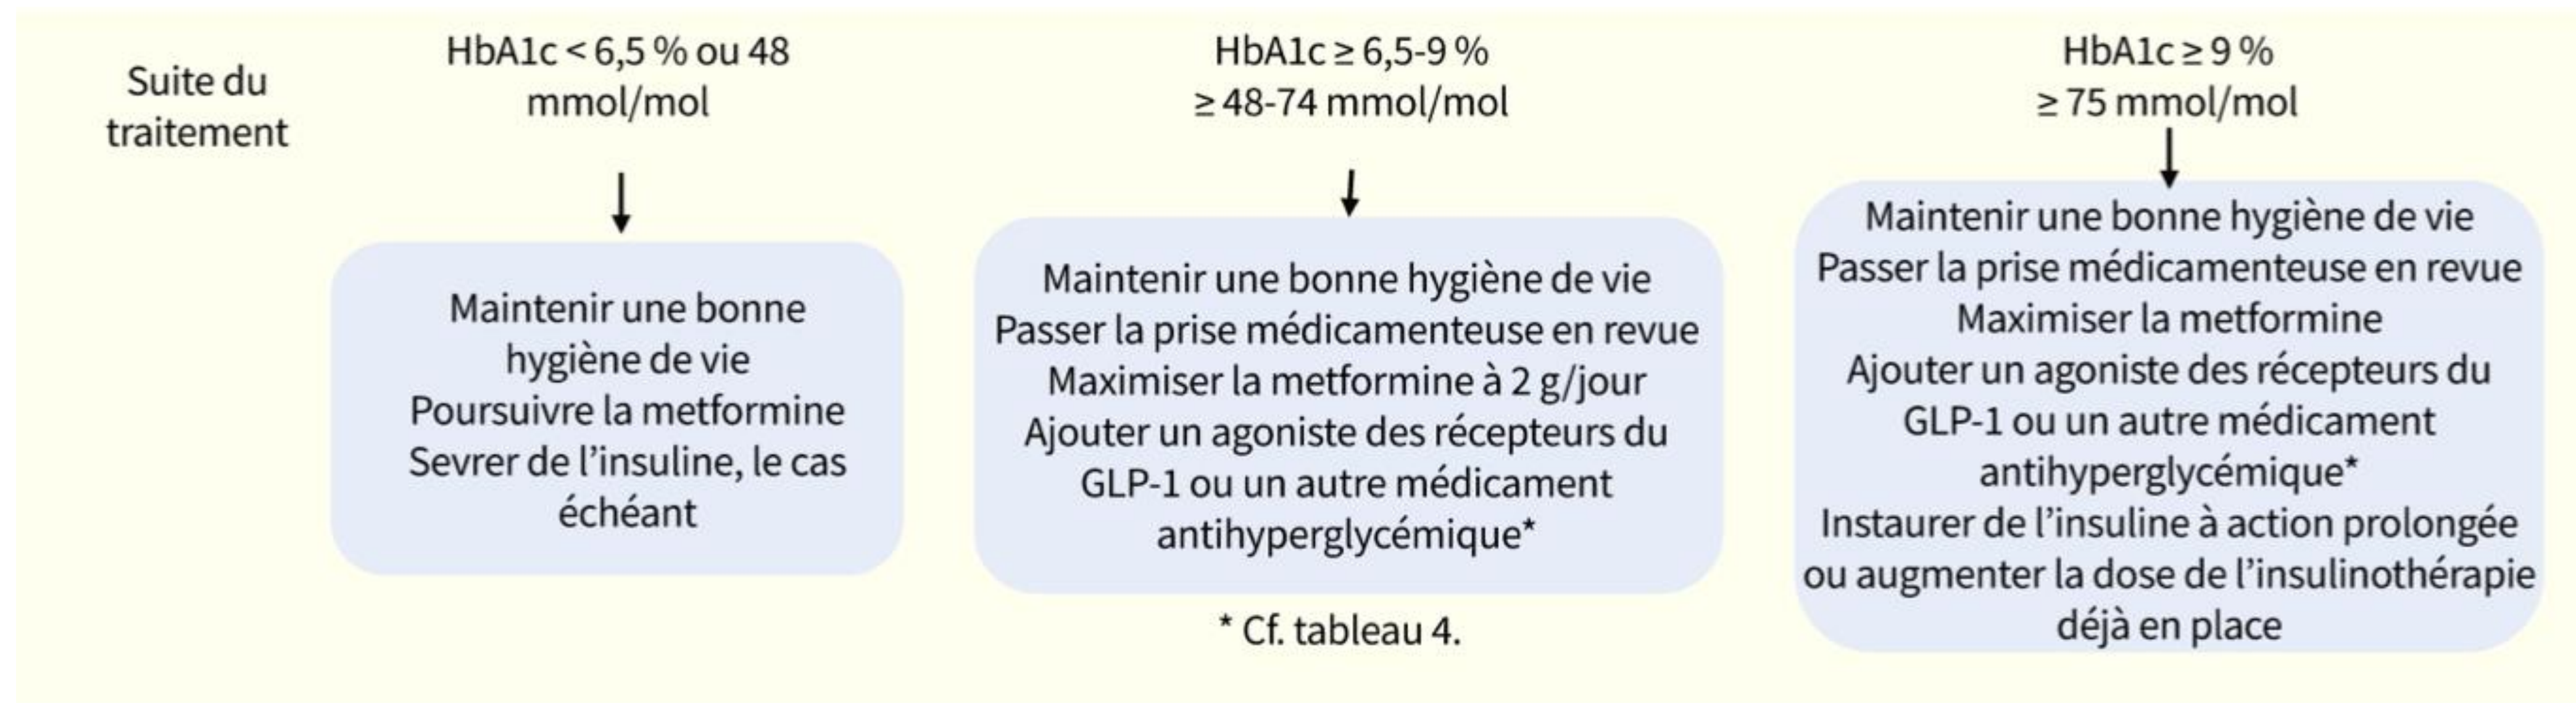 Suite du
traitement
HbA1c < 6,5 % ou 48
mmol/mol
Maintenir une bonne
hygiène de vie
Poursuivre la metformine
Sevrer de l’insuline, le cas
échéant
HbA1c ≥ 6,5-9 %
≥ 48-74 mmol/mol
Maintenir une bonne hygiène de vie
Passer la prise médicamenteuse en revue
Maximiser la metformine à 2 g/jour
Ajouter un agoniste des récepteurs du
GLP-1 ou un autre médicament
antihyperglycémique*
* Cf. tableau 4.
HbA1c ≥ 9 %
≥ 75 mmol/mol
Maintenir une bonne hygiène de vie
Passer la prise médicamenteuse en revue
Maximiser la metformine
Ajouter un agoniste des récepteurs du
GLP-1 ou un autre médicament
antihyperglycémique*
Instaurer de l’insuline à action prolongée
ou augmenter la dose de l’insulinothérapie
déjà en place